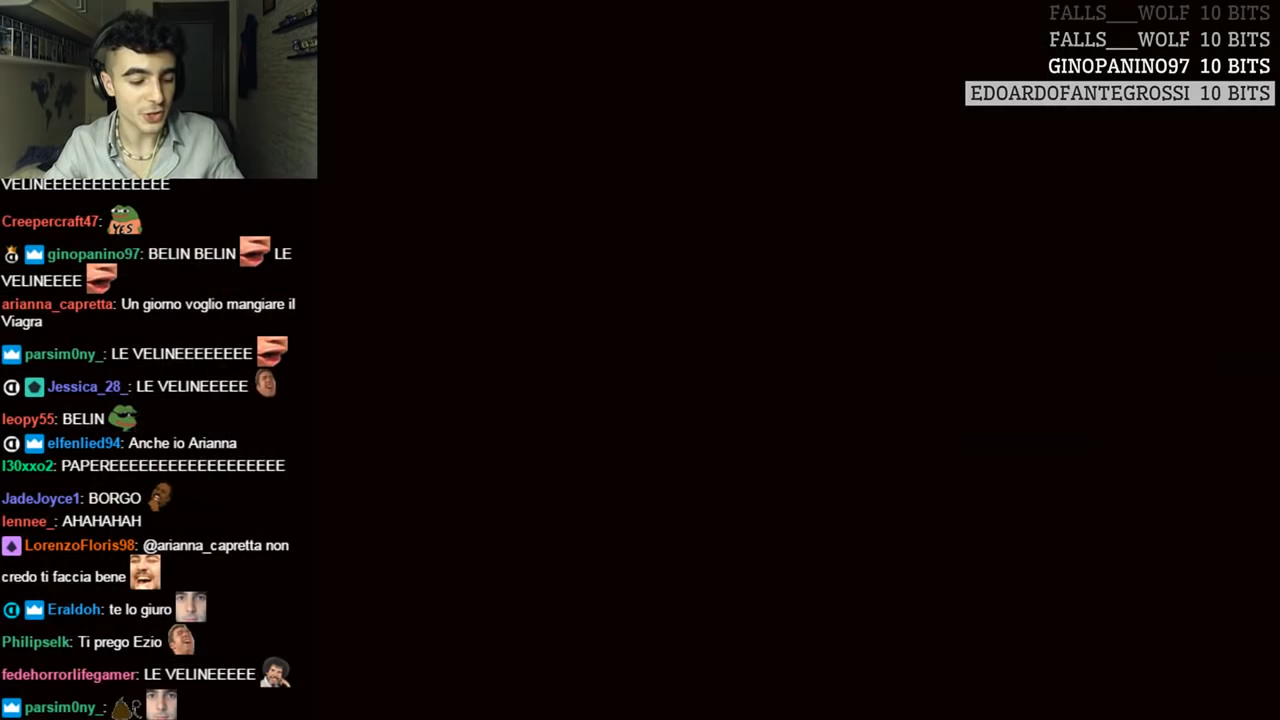 FALLS___WOLF 10 BITS
FALLS___WOLF 10 BITS
GINOPANINO97 10 BITS
EDOARDOFANTEGROSSI 10 BITS
VELINEEEEEEEEEEEEE
Creepercraft47: YES
ginopanino97: BELIN BELIN LE
VELINEEEE
arianna_capretta: Un giorno voglio mangiare il
Viagra
parsim0ny_: LE VELINEEEEEEEE
Jessica_28_: LE VELINEEEEE
leopy55: BELIN
elfenlied94: Anche io Arianna
l30xxo2: PAPEREEEEEEEEEEEEEEEEEE
JadeJoyce1: BORGO
lennee_: AHAHAHAH
LorenzoFloris98: @arianna_capretta non
credo ti faccia bene
Eraldoh: te lo giuro
Philipselk: Ti prego Ezio
fedehorrorlifegamer: LE VELINEEEEE
parsim0ny_: